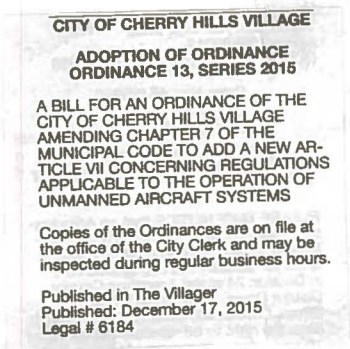 CITY OF CHERRY HILLS VILLAGE
ADOPTION OF ORDINANCE
ORDINANCE 13, SERIES 2015
A BILL FOR AN ORDINANCE OF THE
CITY OF CHERRY HILLS VILLAGE
AMENDING CHAPTER 7 OF THE
MUNICIPAL CODE TO ADD A NEW AR-
TICLE VII CONCERNING REGULATIONS
APPLICABLE TO THE OPERATION OF
UNMANNED AIRCRAFT SYSTEMS
Copies of the Ordinances are on file at
the office of the City Clerk and may be
inspected during regular business hours.
Published in The Villager
Published: December 17, 2015
Legal # 6184